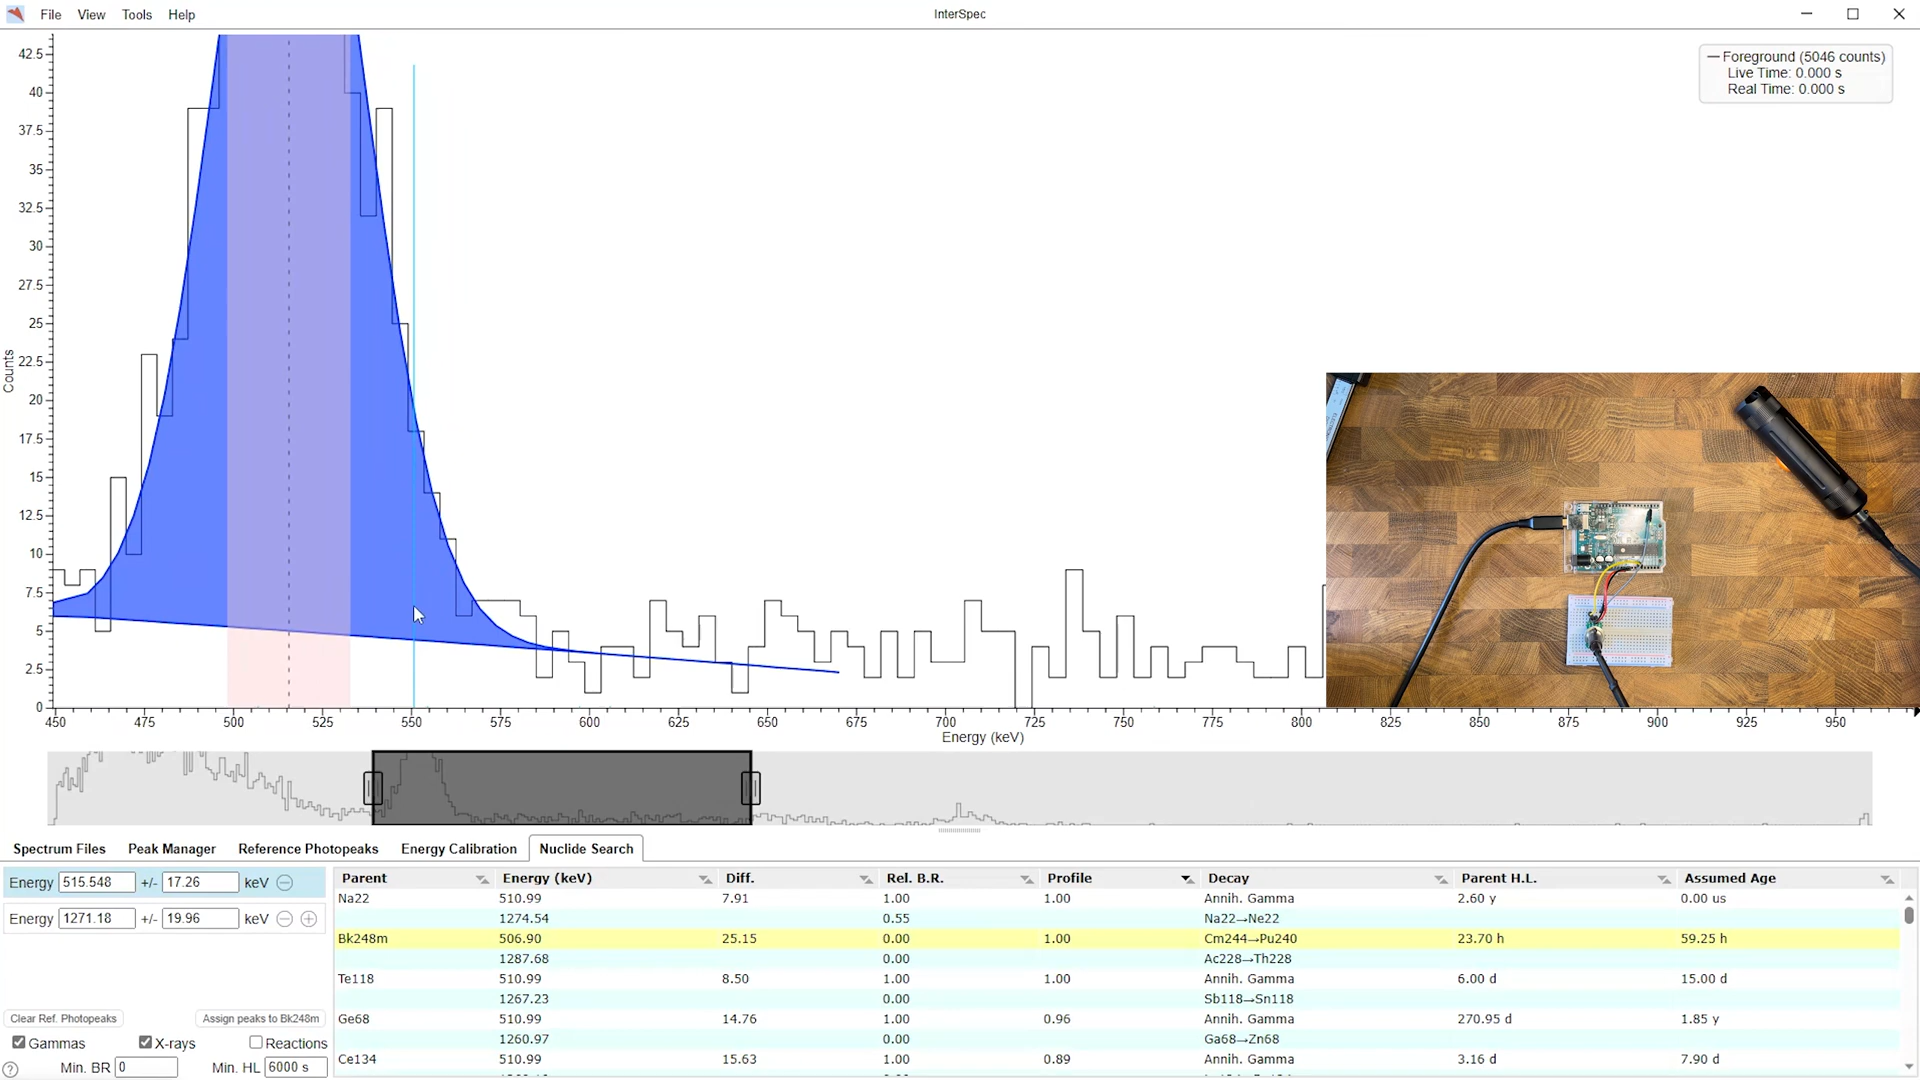 File View Tools Help InterSpec
Foreground (5046 counts)
Live Time: 0.000 s
Real Time: 0.000 s
42.5
40
37.5
35
32.5
30
27.5
25
22.5
20
17.5
15
12.5
10
7.5
5
2.5
0
Counts
450 475 500 525 550 575 600 625 650 675 700 725 750 775 800 825 850 875 900 925 950
Energy (keV)
Spectrum Files Peak Manager Reference Photopeaks Energy Calibration Nuclide Search
Energy 515.548 +/- 17.26 keV
Energy 1271.18 +/- 19.96 keV
Clear Ref. Photopeaks Assign peaks to Bk248m
Gammas X-rays Reactions
Min. BR 0 Min. HL 6000 s
Parent Energy (keV) Diff. Rel. B.R. Profile Decay Parent H.L. Assumed Age
Na22 510.99 7.91 1.00 1.00 Annih. Gamma 2.60 y 0.00 us
1274.54 0.55 Na22→Ne22
Bk248m 506.90 25.15 0.00 1.00 Cm244→Pu240 23.70 h 59.25 h
1287.68 0.00 Ac228→Th228
Te118 510.99 8.50 1.00 1.00 Annih. Gamma 6.00 d 15.00 d
1267.23 0.00 Sb118→Sn118
Ge68 510.99 14.76 1.00 0.96 Annih. Gamma 270.95 d 1.85 y
1260.97 0.00 Ga68→Zn68
Ce134 510.99 15.63 1.00 0.89 Annih. Gamma 3.16 d 7.90 d